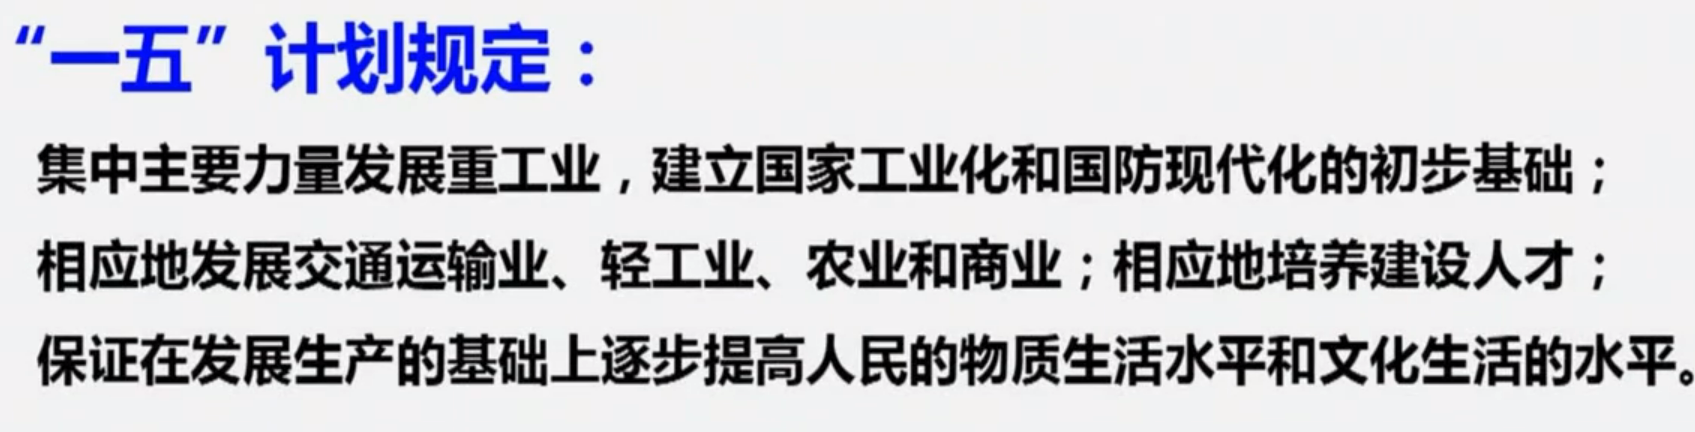 “一五”计划规定：
集中主要力量发展重工业，建立国家工业化和国防现代化的初步基础；
相应地发展交通运输业、轻工业、农业和商业；相应地培养建设人才；
保证在发展生产的基础上逐步提高人民的物质生活水平和文化生活的水平。